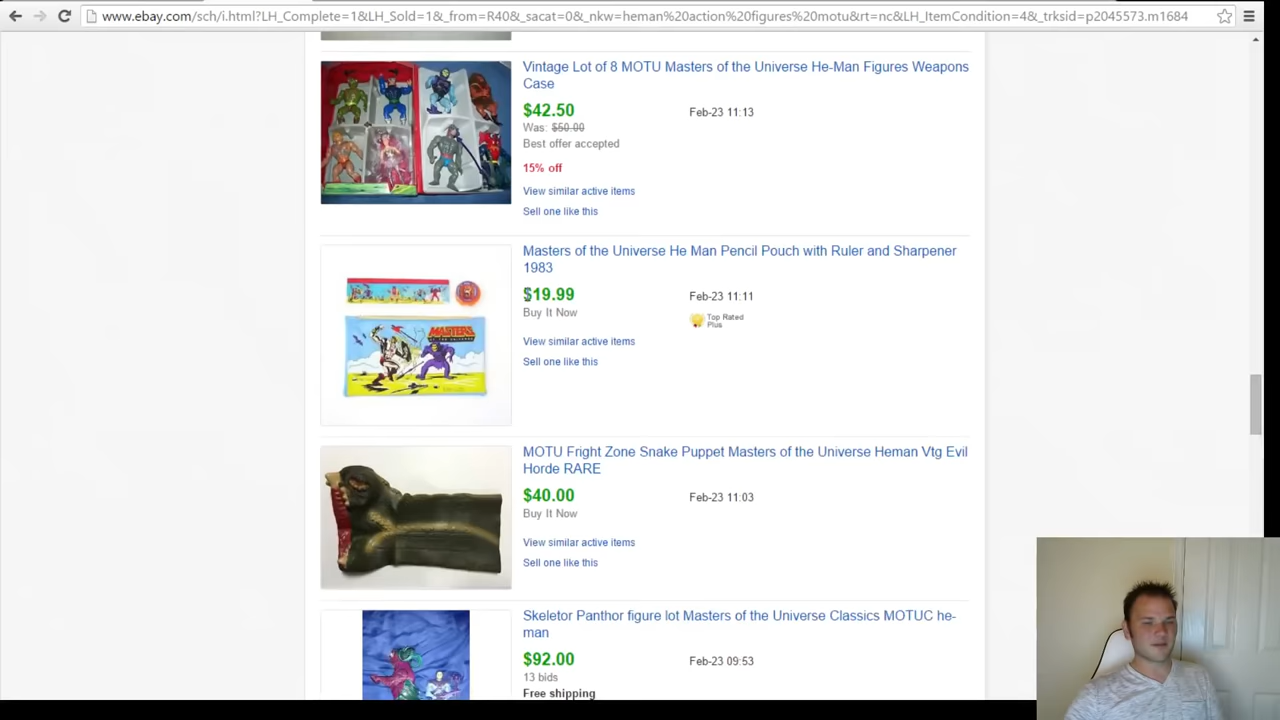 www.ebay.com/sch/i.html?LH_Complete=1&LH_Sold=1&_from=R40&_sacat=0&_nkw=heman%20action%20figures%20motu&rt=nc&LH_ItemCondition=4&_trksid=p2045573.m1684
Vintage Lot of 8 MOTU Masters of the Universe He-Man Figures Weapons
Case
$42.50 Feb-23 11:13
Was: $50.00
Best offer accepted
15% off
View similar active items
Sell one like this
Masters of the Universe He Man Pencil Pouch with Ruler and Sharpener
1983
$19.99 Feb-23 11:11
Buy It Now
Top Rated
Plus
View similar active items
Sell one like this
MASTERS
MOTU Fright Zone Snake Puppet Masters of the Universe Heman Vtg Evil
Horde RARE
$40.00 Feb-23 11:03
Buy It Now
View similar active items
Sell one like this
Skeletor Panthor figure lot Masters of the Universe Classics MOTUC he-
man
$92.00 Feb-23 09:53
13 bids
Free shipping